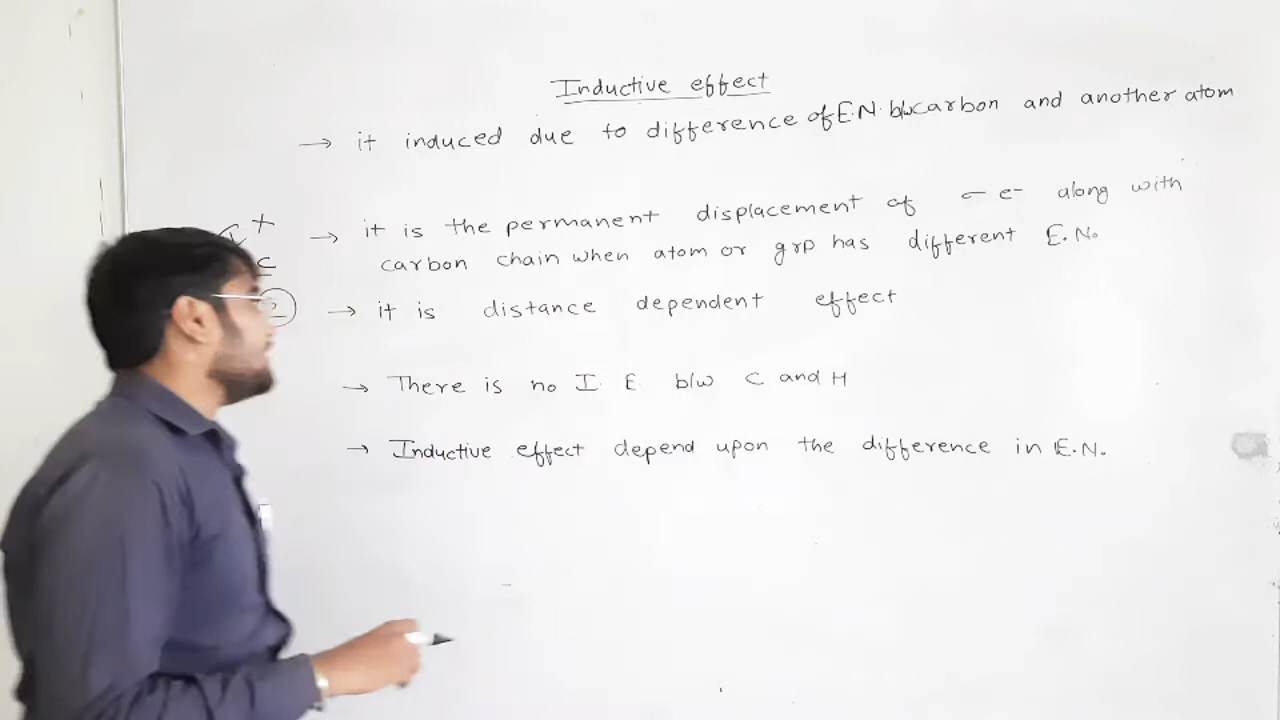 Inductive effect
→ it induced due to difference of E.N. b/w carbon and another atom
→ it is the permanent displacement of σ e- along with
carbon chain when atom or grp has different E.N.
→ it is distance dependent effect
→ There is no I. E. b/w C and H
→ Inductive effect depend upon the difference in E.N.
+
C
2